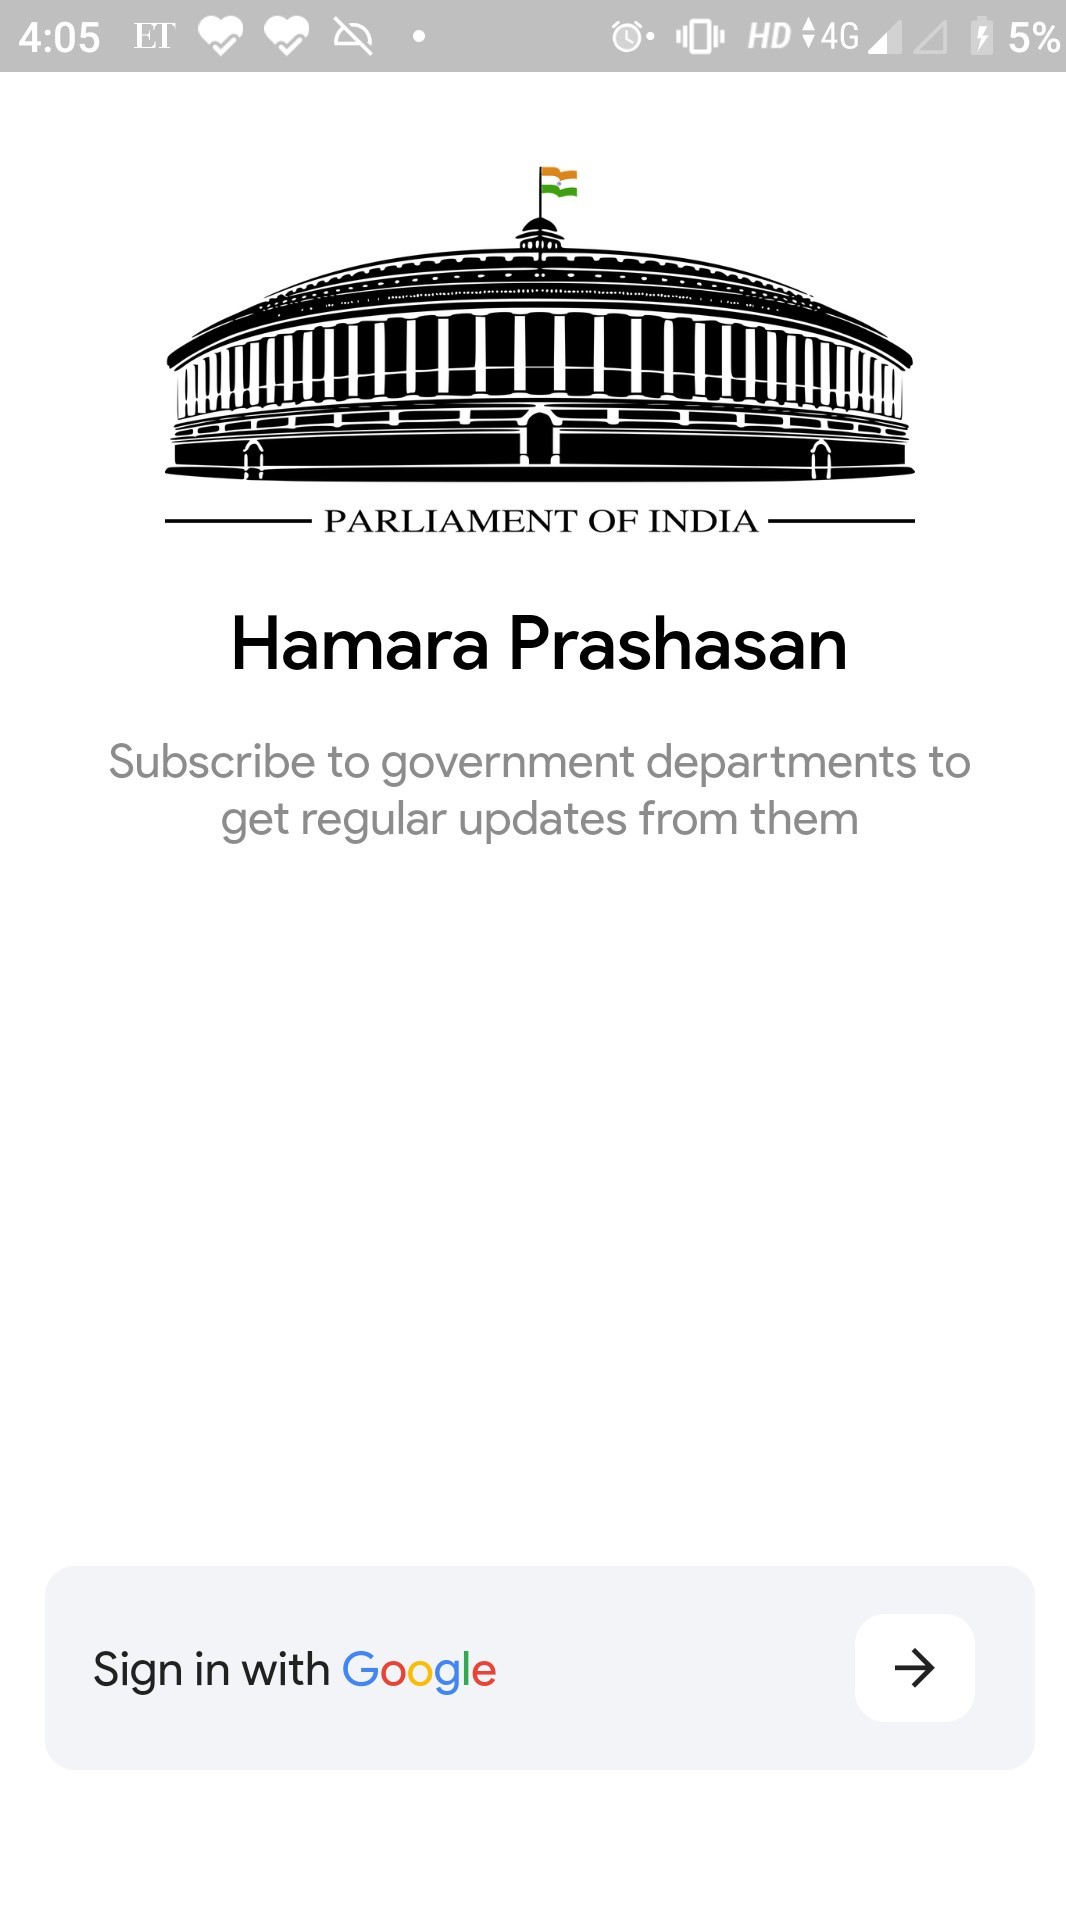 4:05 ET HD 4G 5%
PARLIAMENT OF INDIA
Hamara Prashasan
Subscribe to government departments to
get regular updates from them
Sign in with Google